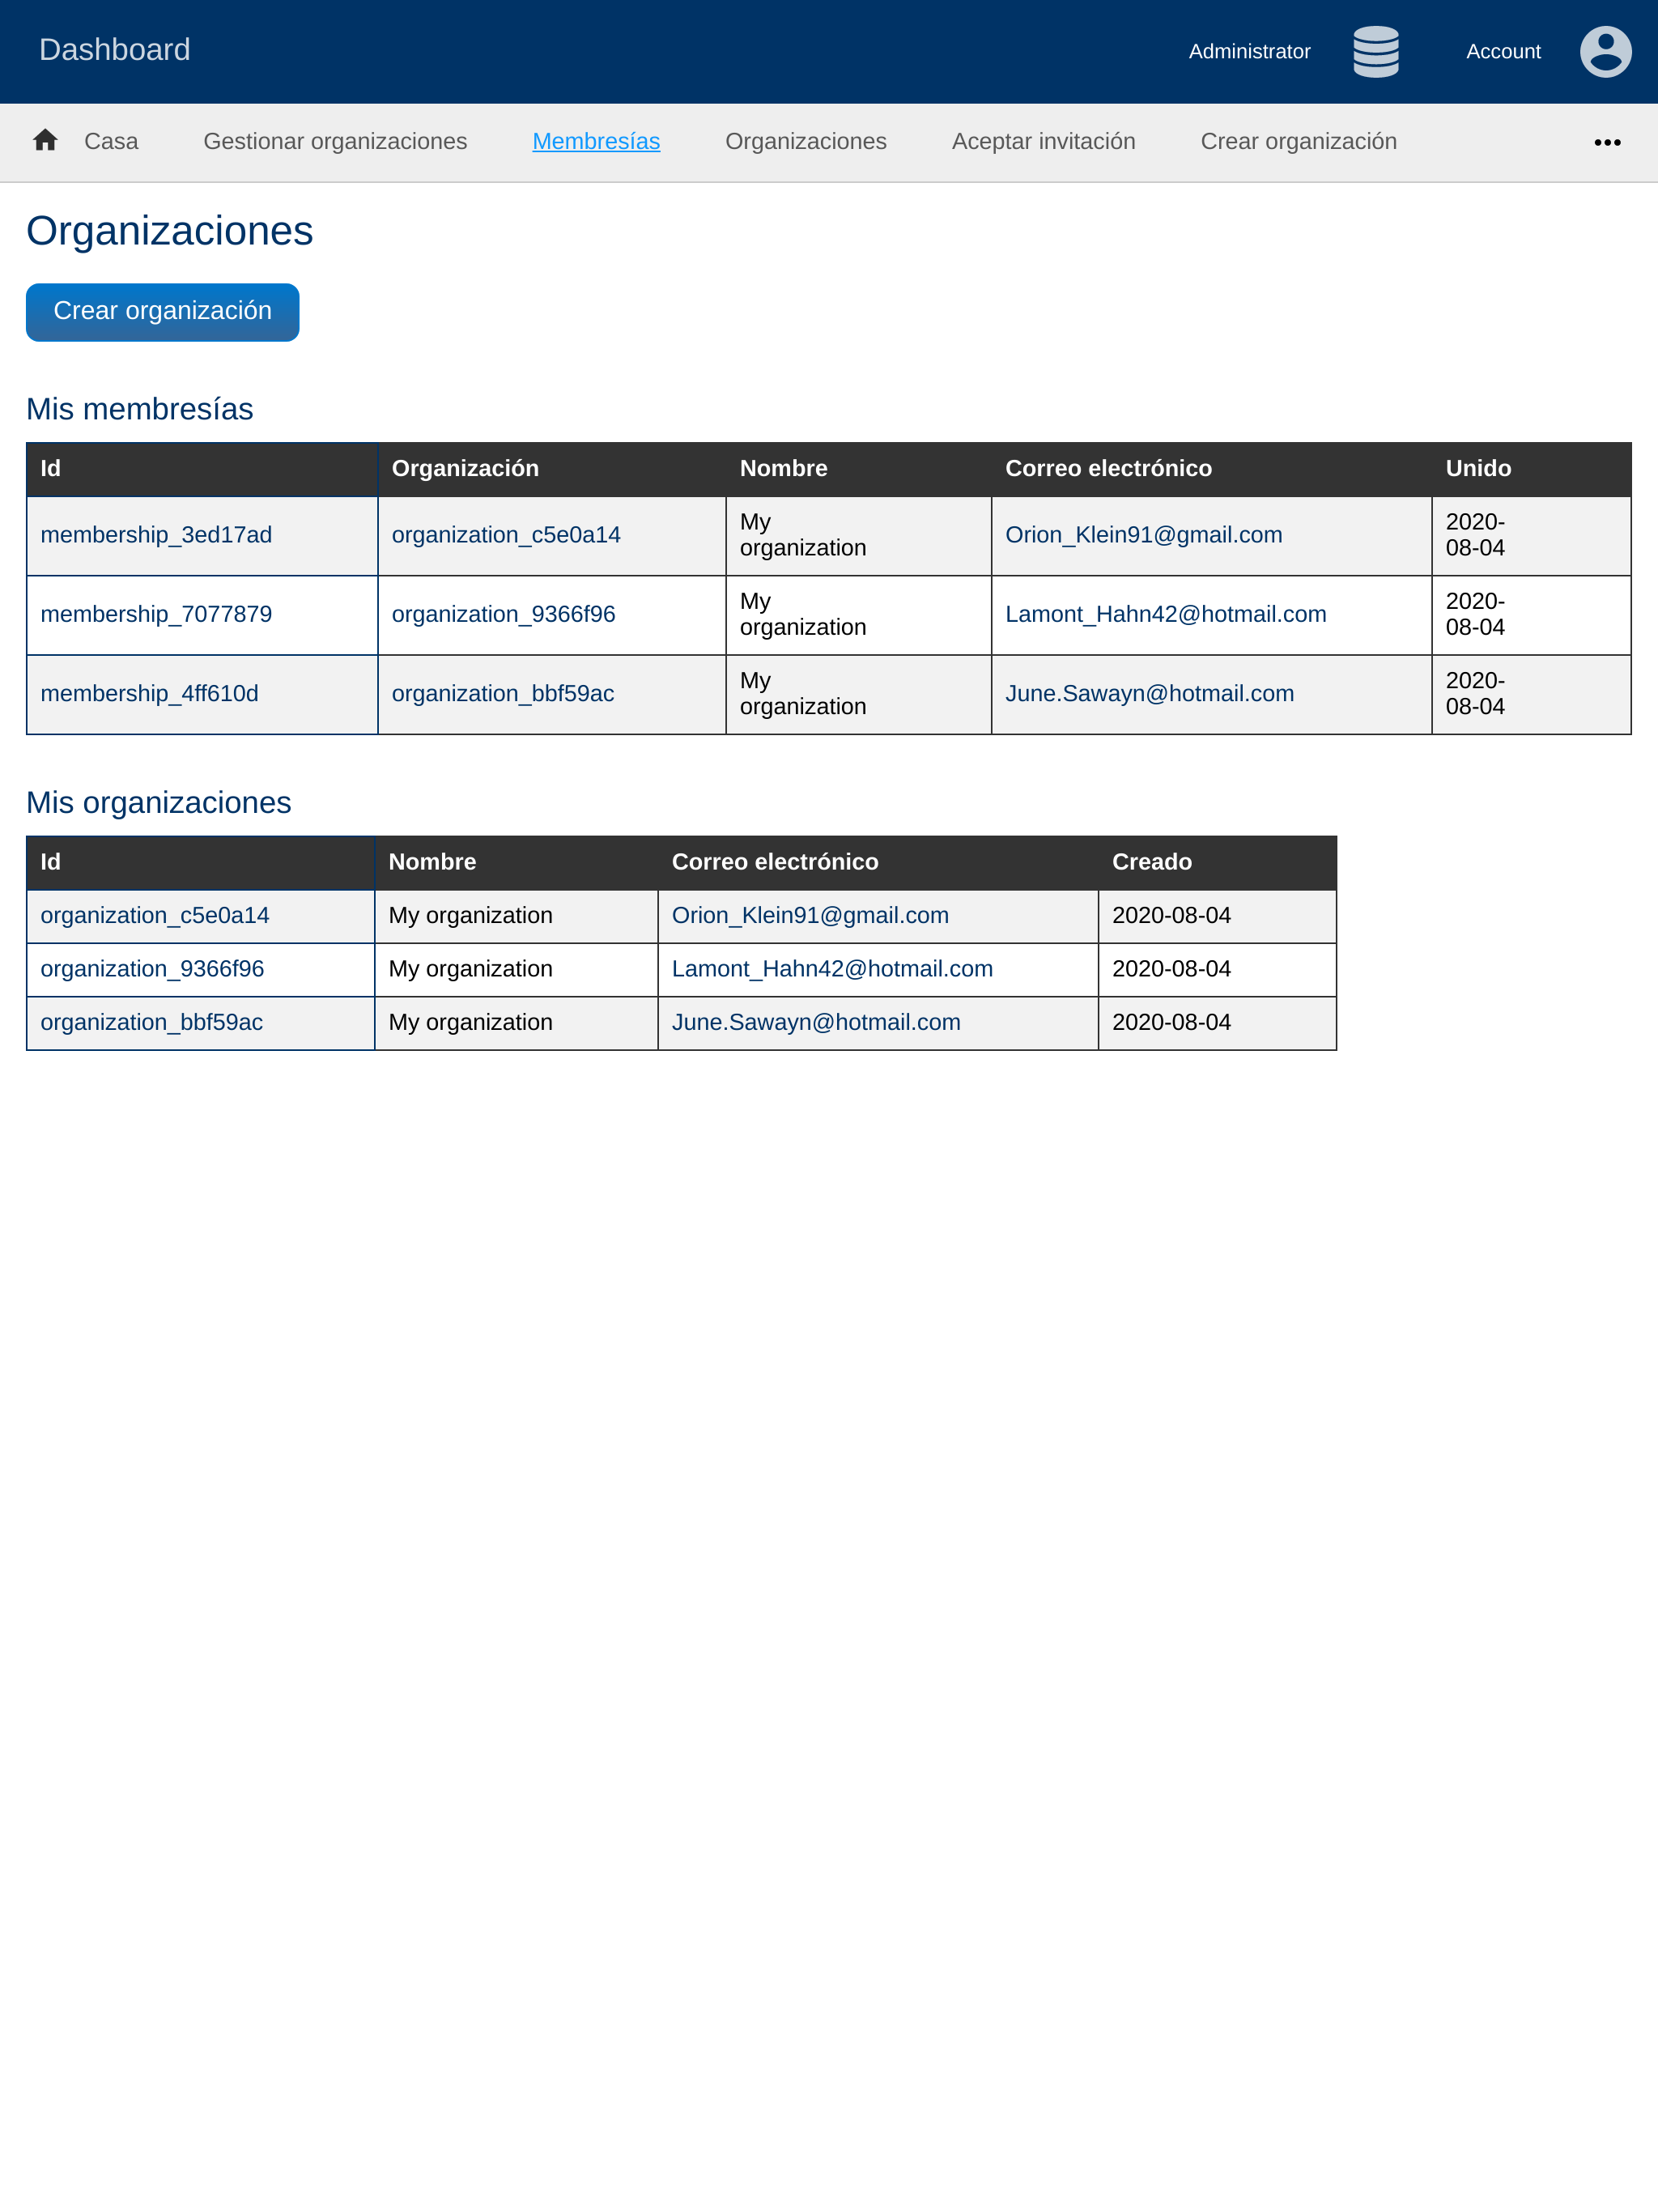 Dashboard Administrator Account
Casa Gestionar organizaciones Membresías Organizaciones Aceptar invitación Crear organización
Organizaciones
Crear organización
Mis membresías
Id Organización Nombre Correo electrónico Unido
membership_3ed17ad organization_c5e0a14 My organization Orion_Klein91@gmail.com 2020-08-04
membership_7077879 organization_9366f96 My organization Lamont_Hahn42@hotmail.com 2020-08-04
membership_4ff610d organization_bbf59ac My organization June.Sawayn@hotmail.com 2020-08-04
Mis organizaciones
Id Nombre Correo electrónico Creado
organization_c5e0a14 My organization Orion_Klein91@gmail.com 2020-08-04
organization_9366f96 My organization Lamont_Hahn42@hotmail.com 2020-08-04
organization_bbf59ac My organization June.Sawayn@hotmail.com 2020-08-04